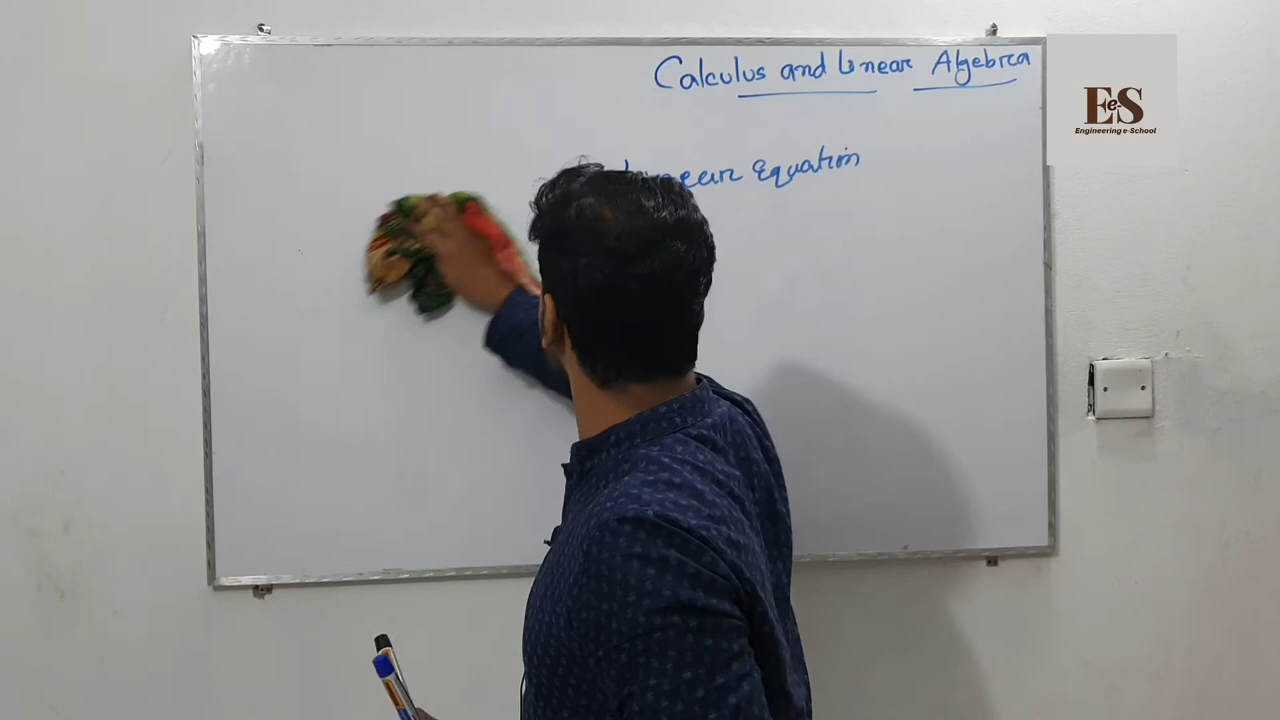 Calculus and Linear Algebra
Equation
EeS
Engineering e-School